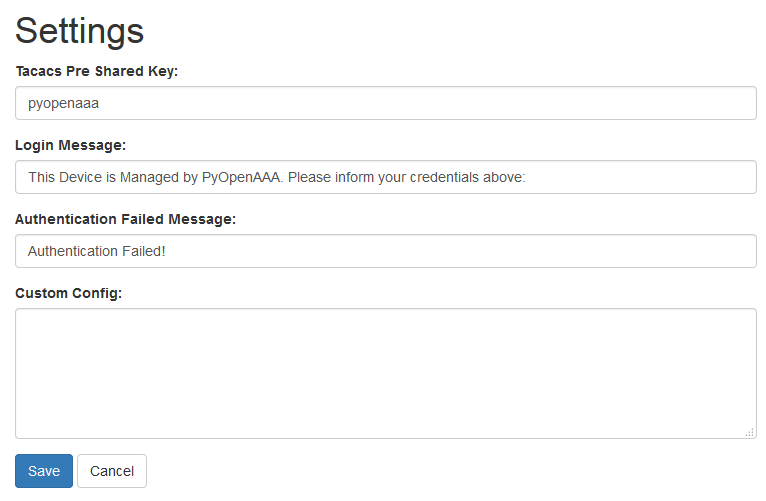 Settings
Tacacs Pre Shared Key:
pyopenaaa
Login Message:
This Device is Managed by PyOpenAAA. Please inform your credentials above:
Authentication Failed Message:
Authentication Failed!
Custom Config:
Save Cancel